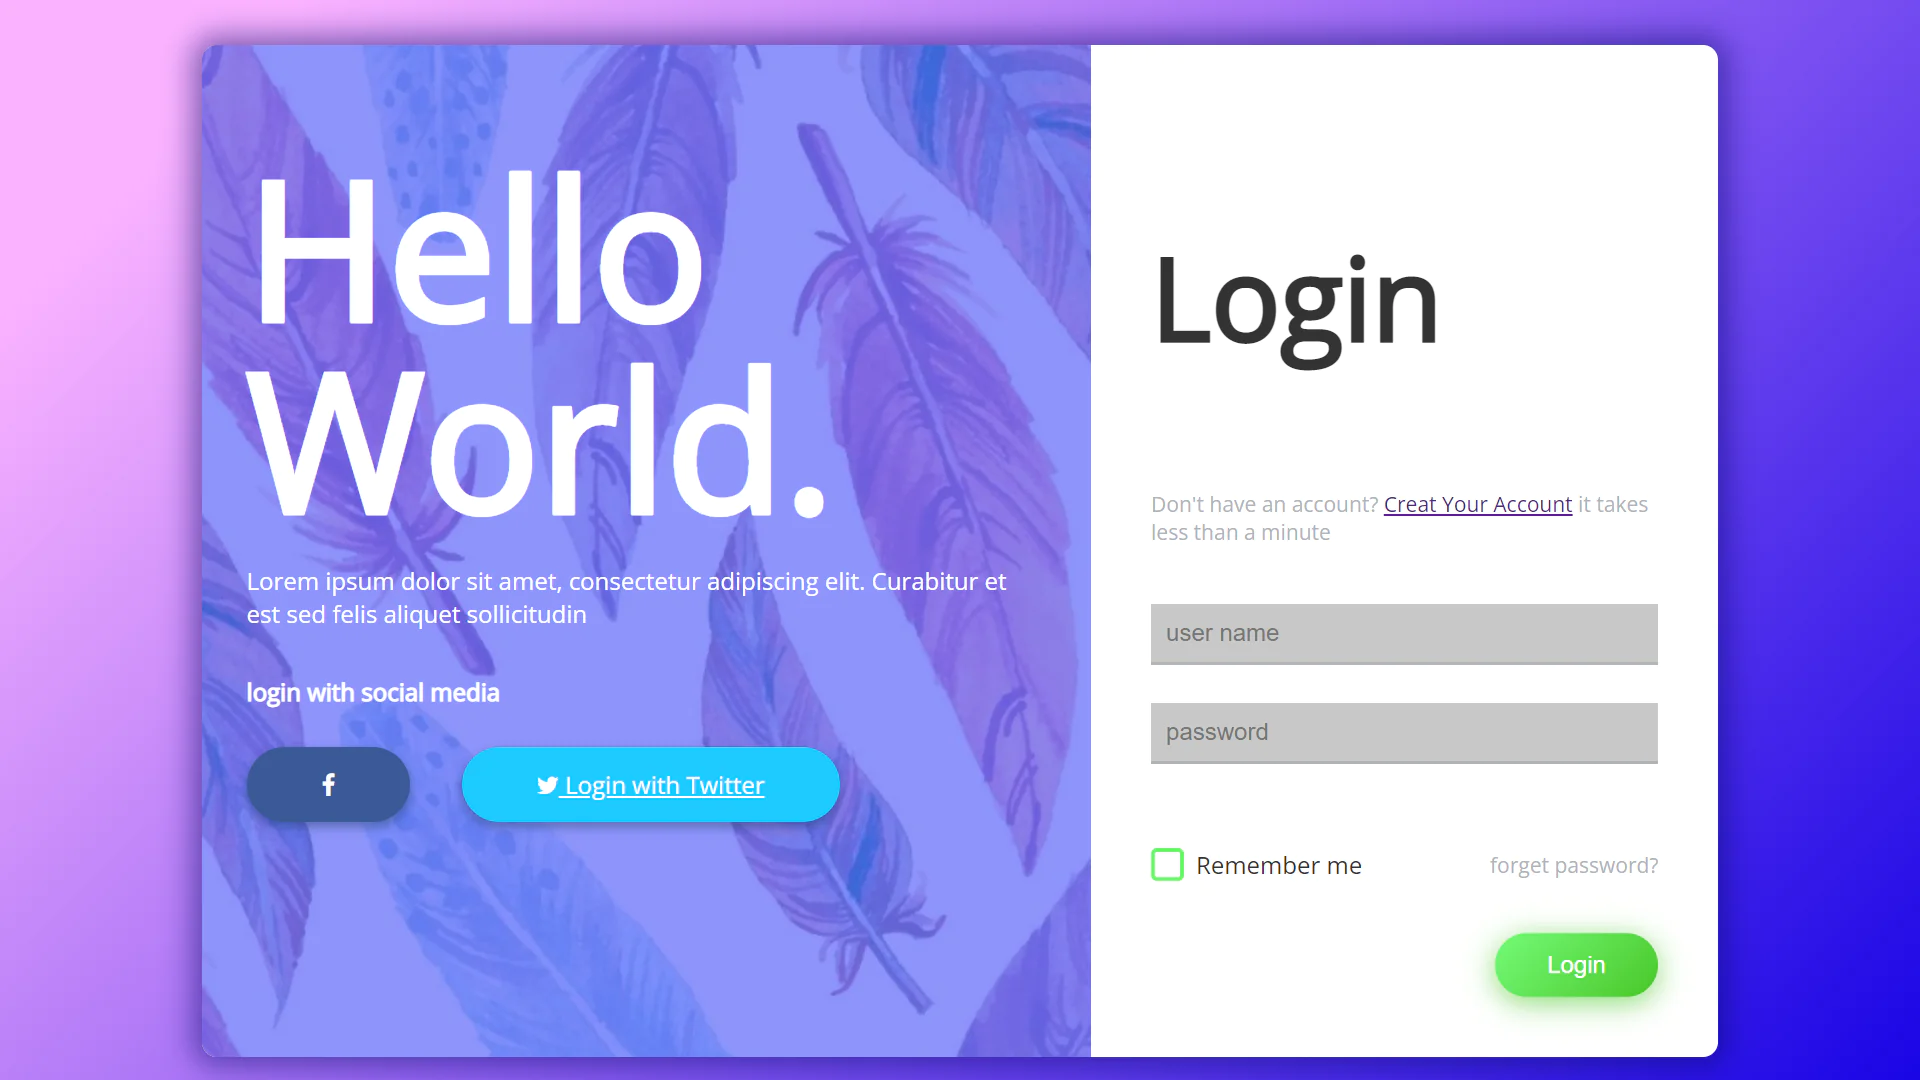 Hello
World.
Lorem ipsum dolor sit amet, consectetur adipiscing elit. Curabitur et
est sed felis aliquet sollicitudin
login with social media
Login with Twitter
Login
Don't have an account? Creat Your Account it takes
less than a minute
user name
password
Remember me
forget password?
Login